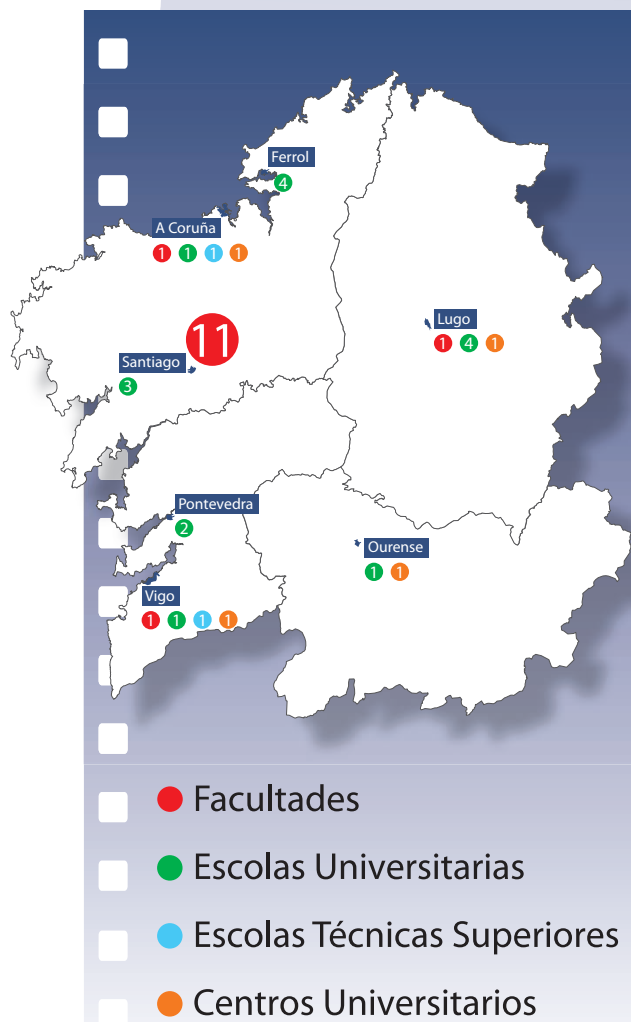 Ferrol
4
A Coruña
1 1 1 1
11
Lugo
1 4 1
Santiago
3
Pontevedra
2
Ourense
1 1
Vigo
1 1 1 1
Facultades
Escolas Universitarias
Escolas Técnicas Superiores
Centros Universitarios